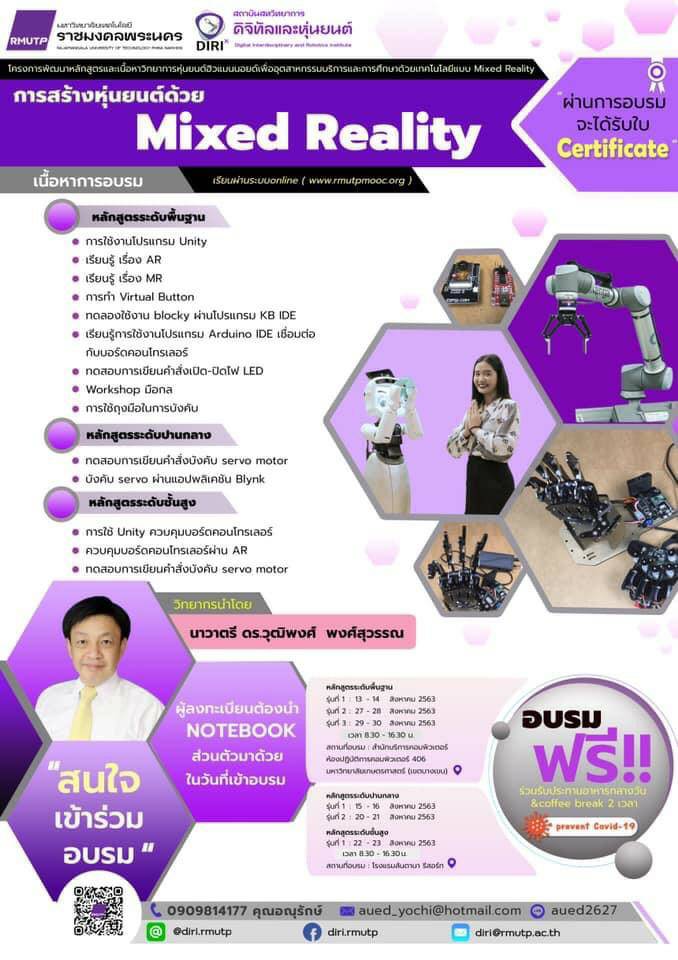 RMUTP
มหาวิทยาลัยเทคโนโลยี
ราชมงคลพระนคร
RAJAMANGALA UNIVERSITY OF TECHNOLOGY PHRA NAKHON
DIRI
สถาบันสหวิทยาการ
ดิจิทัลและหุ่นยนต์
Digital Interdisciplinary and Robotics Institute
โครงการพัฒนาหลักสูตรและเนื้อหาวิทยาการหุ่นยนต์ฮิวแมนนอยด์เพื่ออุตสาหกรรมบริการและการศึกษาด้วยเทคโนโลยีแบบ Mixed Reality
การสร้างหุ่นยนต์ด้วย
Mixed Reality
"ผ่านการอบรม
จะได้รับใบ
Certificate"
เนื้อหาการอบรม
เรียนผ่านระบบonline ( www.rmutpmooc.org )
หลักสูตรระดับพื้นฐาน
การใช้งานโปรแกรม Unity
เรียนรู้ เรื่อง AR
เรียนรู้ เรื่อง MR
การทำ Virtual Button
ทดลองใช้งาน blocky ผ่านโปรแกรม KB IDE
เรียนรู้การใช้งานโปรแกรม Arduino IDE เชื่อมต่อ
กับบอร์ดคอนโทรเลอร์
ทดสอบการเขียนคำสั่งเปิด-ปิดไฟ LED
Workshop มือกล
การใช้ถุงมือในการบังคับ
หลักสูตรระดับปานกลาง
ทดสอบการเขียนคำสั่งบังคับ servo motor
บังคับ servo ผ่านแอปพลิเคชัน Blynk
หลักสูตรระดับชั้นสูง
การใช้ Unity ควบคุมบอร์ดคอนโทรเลอร์
ควบคุมบอร์ดคอนโทรเลอร์ผ่าน AR
ทดสอบการเขียนคำสั่งบังคับ servo motor
วิทยากรนำโดย
นาวาตรี ดร.วุฒิพงศ์ พงศ์สุวรรณ
ผู้ลงทะเบียนต้องนำ
NOTEBOOK
ส่วนตัวมาด้วย
ในวันที่เข้าอบรม
"สนใจ
เข้าร่วม
อบรม"
หลักสูตรระดับพื้นฐาน
รุ่นที่ 1 : 13 - 14 สิงหาคม 2563
รุ่นที่ 2 : 27 - 28 สิงหาคม 2563
รุ่นที่ 3 : 29 - 30 สิงหาคม 2563
เวลา 8.30 - 16.30 น.
สถานที่อบรม : สำนักบริการคอมพิวเตอร์
ห้องปฏิบัติการคอมพิวเตอร์ 406
มหาวิทยาลัยเกษตรศาสตร์ (เขตบางเขน)
หลักสูตรระดับปานกลาง
รุ่นที่ 1 : 15 - 16 สิงหาคม 2563
รุ่นที่ 2 : 20 - 21 สิงหาคม 2563
หลักสูตรระดับชั้นสูง
รุ่นที่ 1 : 22 - 23 สิงหาคม 2563
เวลา 8.30 - 16.30 น.
สถานที่อบรม : โรงแรมลันตานา รีสอร์ท
อบรม
ฟรี!!
ร่วมรับประทานอาหารกลางวัน
&coffee break 2 เวลา
prevent Covid-19
0909814177 คุณอณุรักษ์
aued_yochi@hotmail.com
aued2627
@diri.rmutp
diri.rmutp
diri@rmutp.ac.th